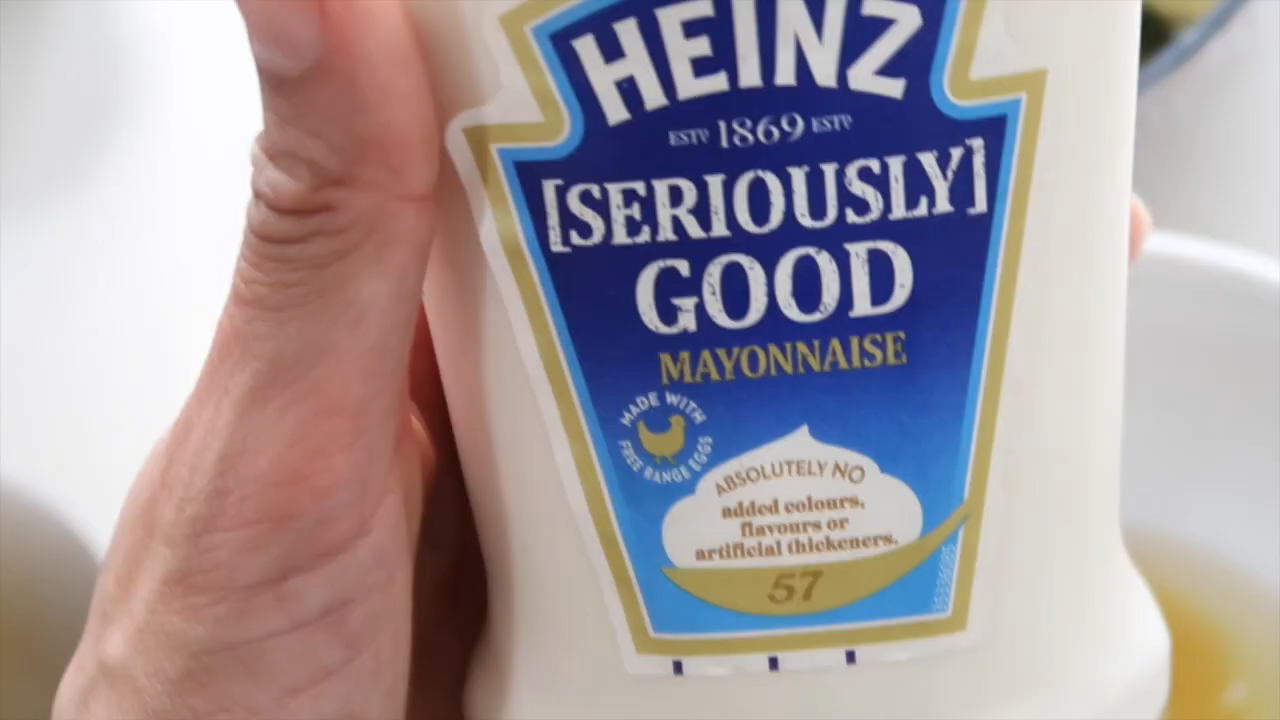 HEINZ
ESTD 1869 ESTD
[SERIOUSLY]
GOOD
MAYONNAISE
MADE WITH
FREE RANGE EGGS
ABSOLUTELY NO
added colours,
flavours or
artificial thickeners.
57